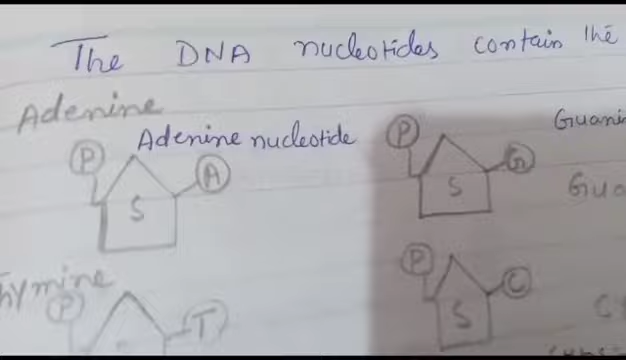 The DNA nucleotides contain the
Adenine
Adenine nucleotide
P
A
S
P
G
S
P
C
S
P
T